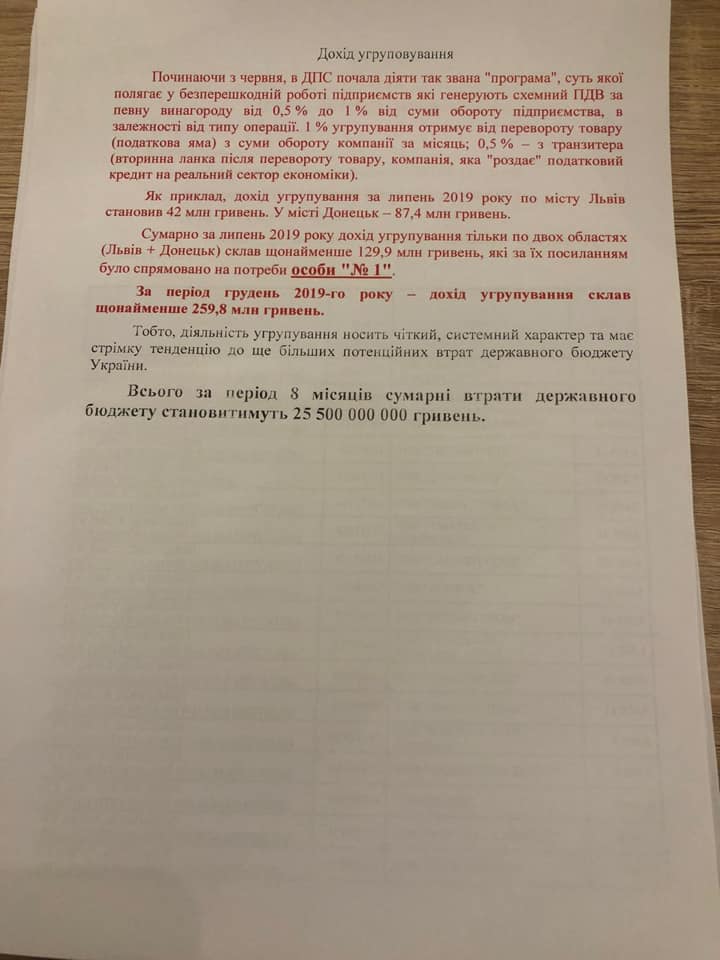 Дохід угруповування
Починаючи з червня, в ДПС почала діяти так звана "програма", суть якої
полягає у безперешкодній роботі підприємств які генерують схемний ПДВ за
певну винагороду від 0,5 % до 1 % від суми обороту підприємства, в
залежності від типу операції. 1 % угрупування отримує від перевороту товару
(податкова яма) з суми обороту компанії за місяць; 0,5 % – з транзитера
(вторинна ланка після перевороту товару, компанія, яка "роздає" податковий
кредит на реальний сектор економіки).
Як приклад, дохід угрупування за липень 2019 року по місту Львів
становив 42 млн гривень. У місті Донецьк – 87,4 млн гривень.
Сумарно за липень 2019 року дохід угрупування тільки по двох областях
(Львів + Донецьк) склав щонайменше 129,9 млн гривень, які за їх посиланням
було спрямовано на потреби особи "№ 1".
За період грудень 2019-го року – дохід угрупування склав
щонайменше 259,8 млн гривень.
Тобто, діяльність угрупування носить чіткий, системний характер та має
стрімку тенденцію до ще більших потенційних втрат державного бюджету
України.
Всього за період 8 місяців сумарні втрати державного
бюджету становитимуть 25 500 000 000 гривень.